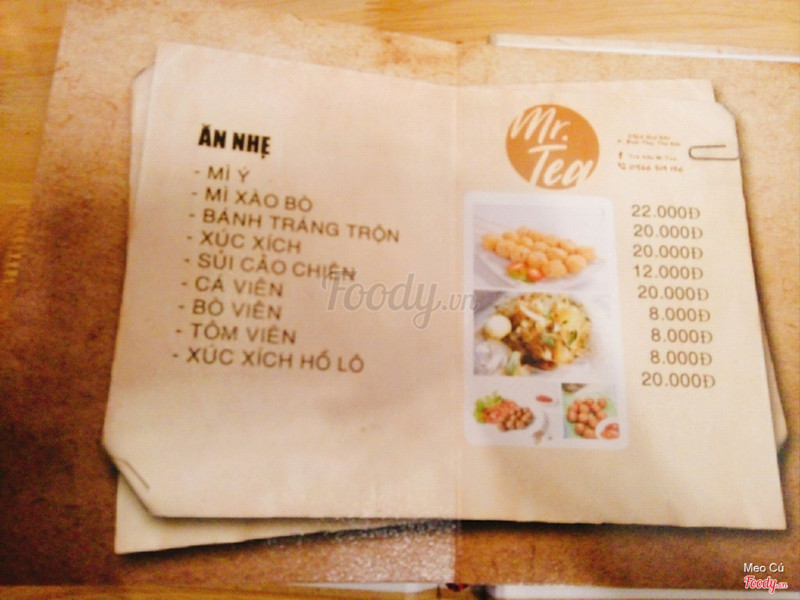 ĂN NHẸ
- MÌ Ý
- MÌ XÀO BÒ
- BÁNH TRÁNG TRỘN
- XÚC XÍCH
- SỦI CẢO CHIÊN
- CÁ VIÊN
- BÒ VIÊN
- TÔM VIÊN
- XÚC XÍCH HỒ LÔ
Mr.
Tea
22.000Đ
20.000Đ
20.000Đ
12.000Đ
20.000Đ
8.000Đ
8.000Đ
8.000Đ
20.000Đ
Foody.vn
Meo Cú
Foody.vn